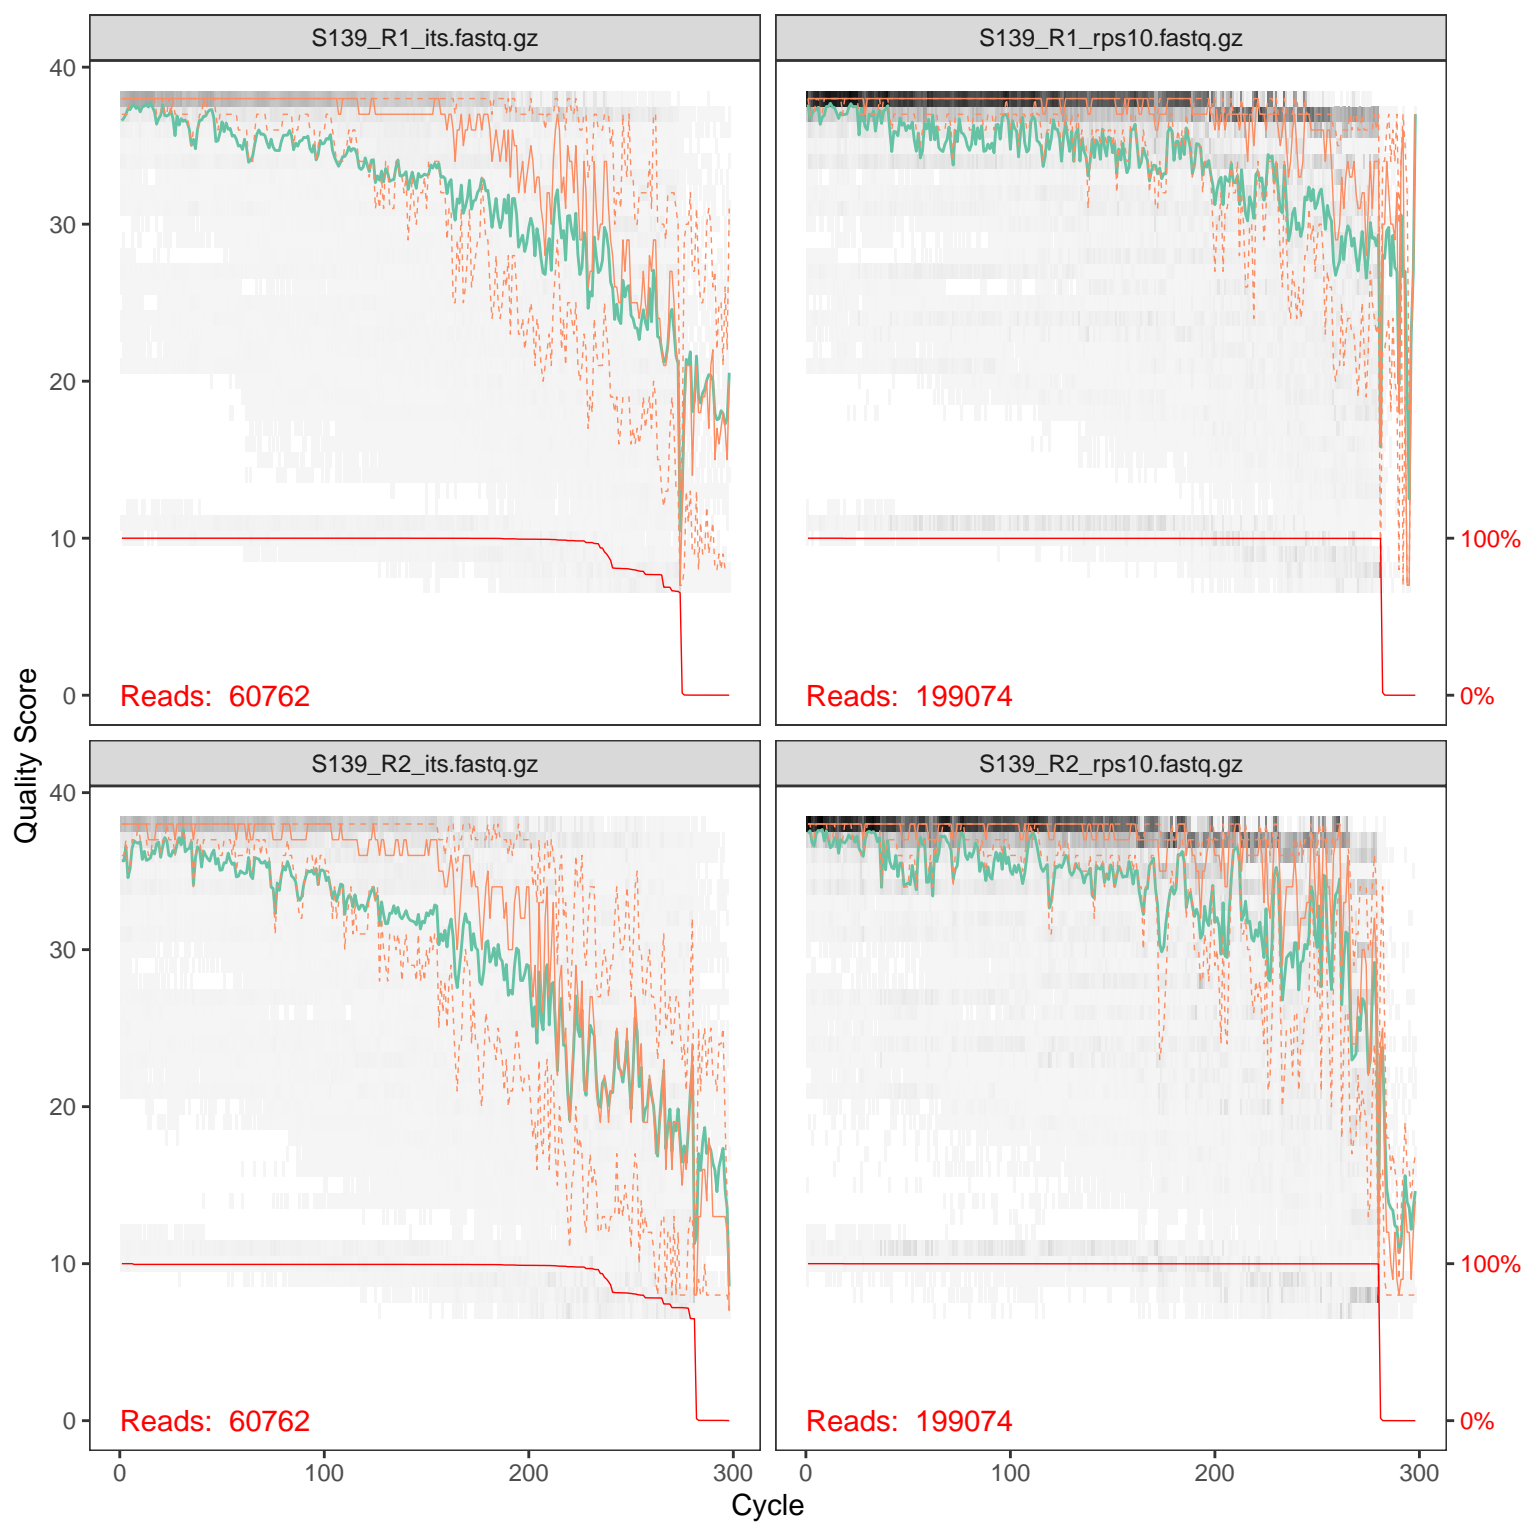 S139_R1_its.fastq.gz
S139_R1_rps10.fastq.gz
40
30
20
10
0
Reads: 60762
Reads: 199074
100%
0%
Quality Score
S139_R2_its.fastq.gz
S139_R2_rps10.fastq.gz
40
30
20
10
0
Reads: 60762
Reads: 199074
100%
0%
0 100 200 300
0 100 200 300
Cycle